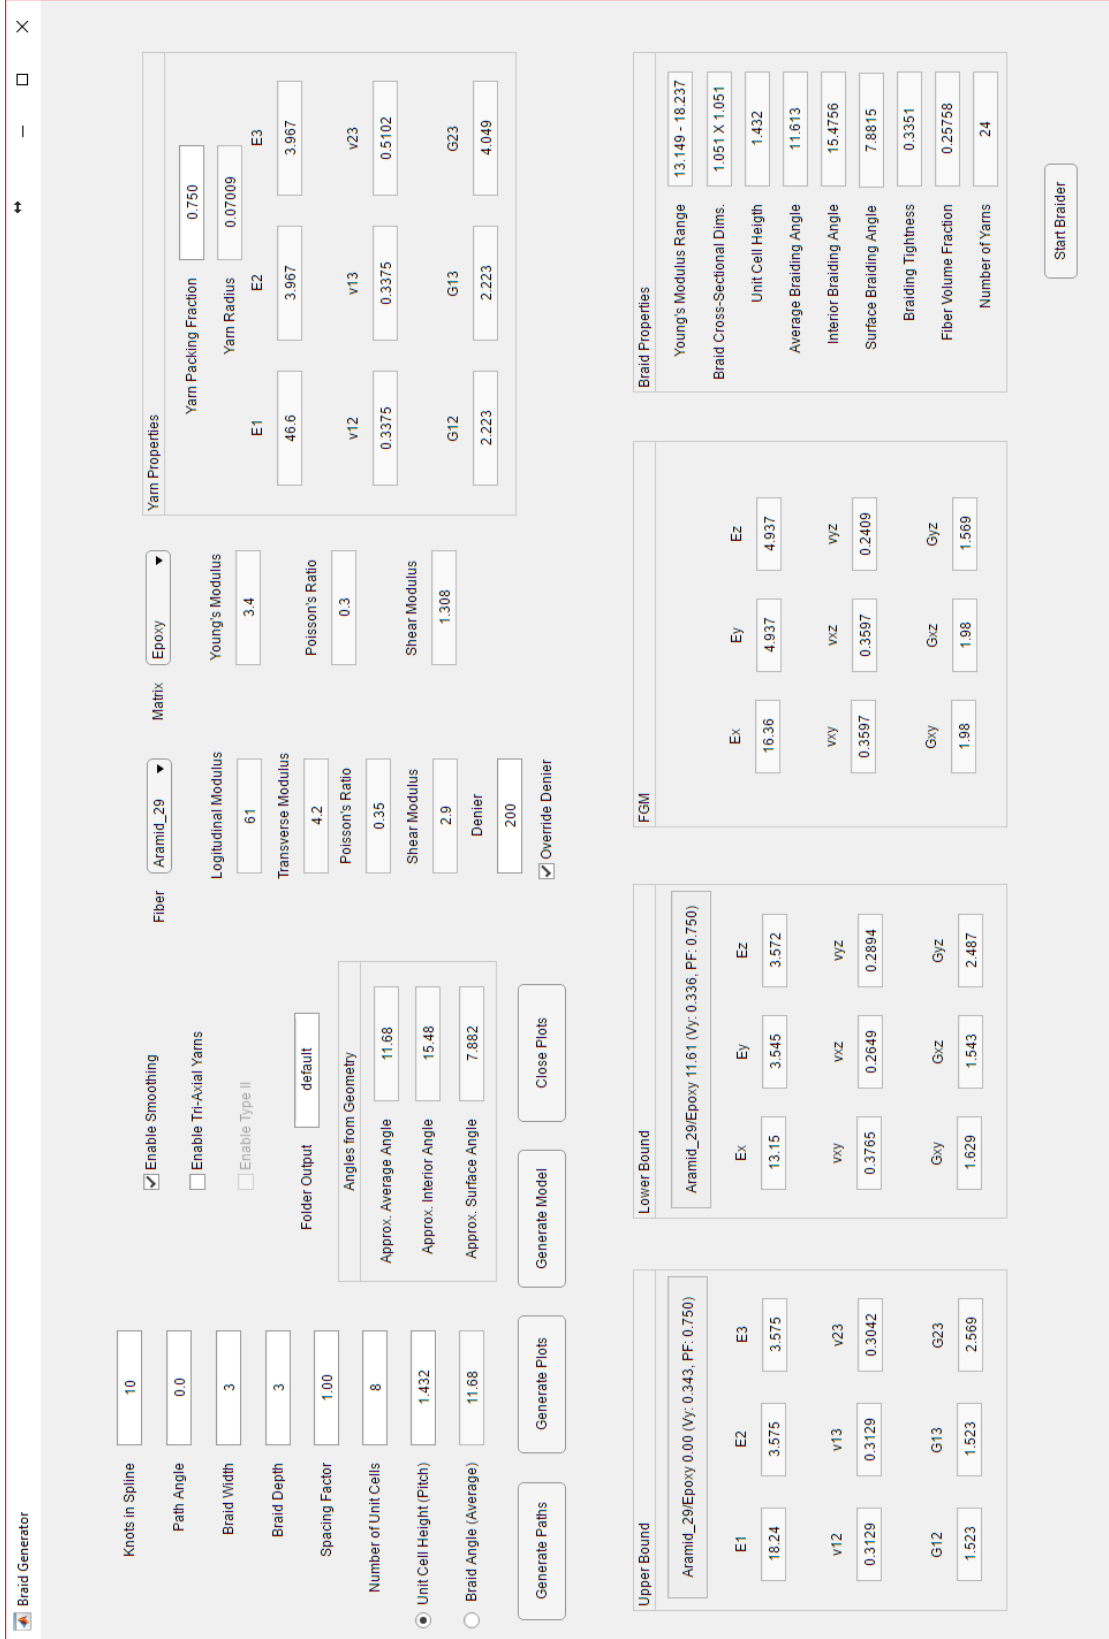 Braid Generator
Knots in Spline 10
Path Angle 0.0
Braid Width 3
Braid Depth 3
Spacing Factor 1.00
Number of Unit Cells 8
Unit Cell Height (Pitch) 1.432
Braid Angle (Average) 11.68
Enable Smoothing
Enable Tri-Axial Yarns
Enable Type II
Folder Output default
Angles from Geometry
Approx. Average Angle 11.68
Approx. Interior Angle 15.48
Approx. Surface Angle 7.882
Generate Paths Generate Plots Generate Model Close Plots
Fiber Aramid_29
Logitudinal Modulus
61
Transverse Modulus
4.2
Poisson's Ratio
0.35
Shear Modulus
2.9
Denier
200
Override Denier
Matrix Epoxy
Young's Modulus
3.4
Poisson's Ratio
0.3
Shear Modulus
1.308
Yarn Properties
Yarn Packing Fraction 0.750
Yarn Radius 0.07009
E1 E2 E3
46.6 3.967 3.967
v12 v13 v23
0.3375 0.3375 0.5102
G12 G13 G23
2.223 2.223 4.049
Upper Bound
Aramid_29/Epoxy 0.00 (Vy: 0.343, PF: 0.750)
E1 E2 E3
18.24 3.575 3.575
v12 v13 v23
0.3129 0.3129 0.3042
G12 G13 G23
1.523 1.523 2.569
Lower Bound
Aramid_29/Epoxy 11.61 (Vy: 0.336, PF: 0.750)
Ex Ey Ez
13.15 3.545 3.572
vxy vxz vyz
0.3765 0.2649 0.2894
Gxy Gxz Gyz
1.629 1.543 2.487
FGM
Ex Ey Ez
16.36 4.937 4.937
vxy vxz vyz
0.3597 0.3597 0.2409
Gxy Gxz Gyz
1.98 1.98 1.569
Braid Properties
Young's Modulus Range 13.149 - 18.237
Braid Cross-Sectional Dims. 1.051 X 1.051
Unit Cell Heigth 1.432
Average Braiding Angle 11.613
Interior Braiding Angle 15.4756
Surface Braiding Angle 7.8815
Braiding Tightness 0.3351
Fiber Volume Fraction 0.25758
Number of Yarns 24
Start Braider